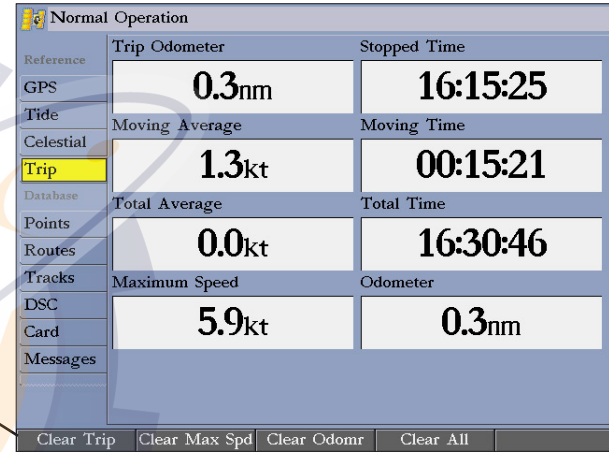 Normal Operation
Reference
GPS
Tide
Celestial
Trip
Database
Points
Routes
Tracks
DSC
Card
Messages
Trip Odometer
0.3nm
Stopped Time
16:15:25
Moving Average
1.3kt
Moving Time
00:15:21
Total Average
0.0kt
Total Time
16:30:46
Maximum Speed
5.9kt
Odometer
0.3nm
Clear Trip
Clear Max Spd
Clear Odomr
Clear All